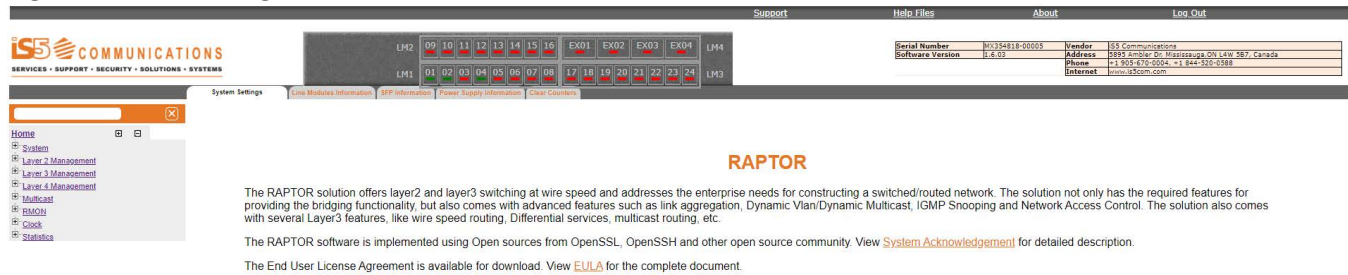 Support Help Files About Log Out
iS5 COMMUNICATIONS
SERVICES • SUPPORT • SECURITY • SOLUTIONS • SYSTEMS
LM2 09 10 11 12 13 14 15 16 EX01 EX02 EX03 EX04 LM4
LM1 01 02 03 04 05 06 07 08 17 18 19 20 21 22 23 24 LM3
Serial Number MX354818-00005 Vendor iS5 Communications
Software Version 1.6.03 Address 5895 Ambler Dr, Mississauga,ON L4W 5B7, Canada
Phone +1 905-670-0004, +1 844-520-0588
Internet www.is5com.com
System Settings Line Modules Information SFP Information Power Supply Information Clear Counters
Home
System
Layer 2 Management
Layer 3 Management
Layer 4 Management
Multicast
RMON
Clock
Statistics
RAPTOR
The RAPTOR solution offers layer2 and layer3 switching at wire speed and addresses the enterprise needs for constructing a switched/routed network. The solution not only has the required features for
providing the bridging functionality, but also comes with advanced features such as link aggregation, Dynamic Vlan/Dynamic Multicast, IGMP Snooping and Network Access Control. The solution also comes
with several Layer3 features, like wire speed routing, Differential services, multicast routing, etc.
The RAPTOR software is implemented using Open sources from OpenSSL, OpenSSH and other open source community. View System Acknowledgement for detailed description.
The End User License Agreement is available for download. View EULA for the complete document.